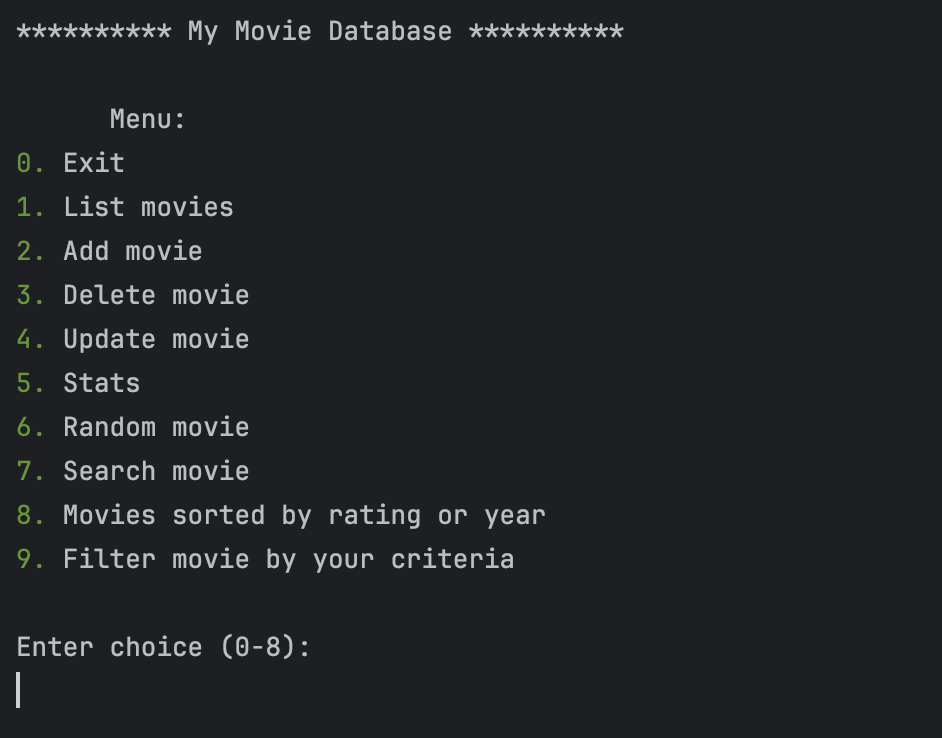 ********** My Movie Database **********
Menu:
0. Exit
1. List movies
2. Add movie
3. Delete movie
4. Update movie
5. Stats
6. Random movie
7. Search movie
8. Movies sorted by rating or year
9. Filter movie by your criteria
Enter choice (0-8):